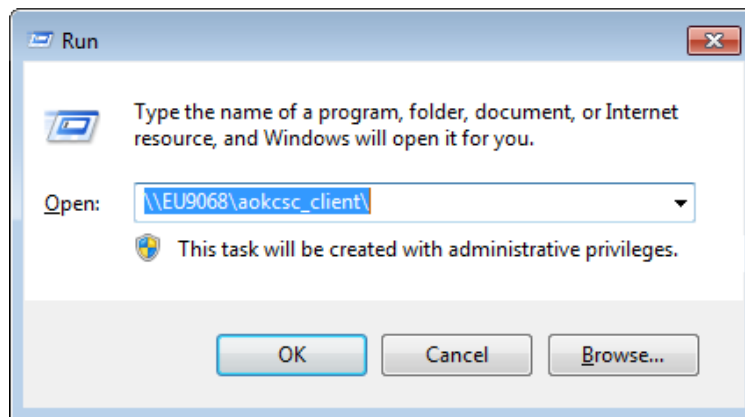 Run
Type the name of a program, folder, document, or Internet
resource, and Windows will open it for you.
Open: \\EU9068\aokcsc_client\
This task will be created with administrative privileges.
OK Cancel Browse...